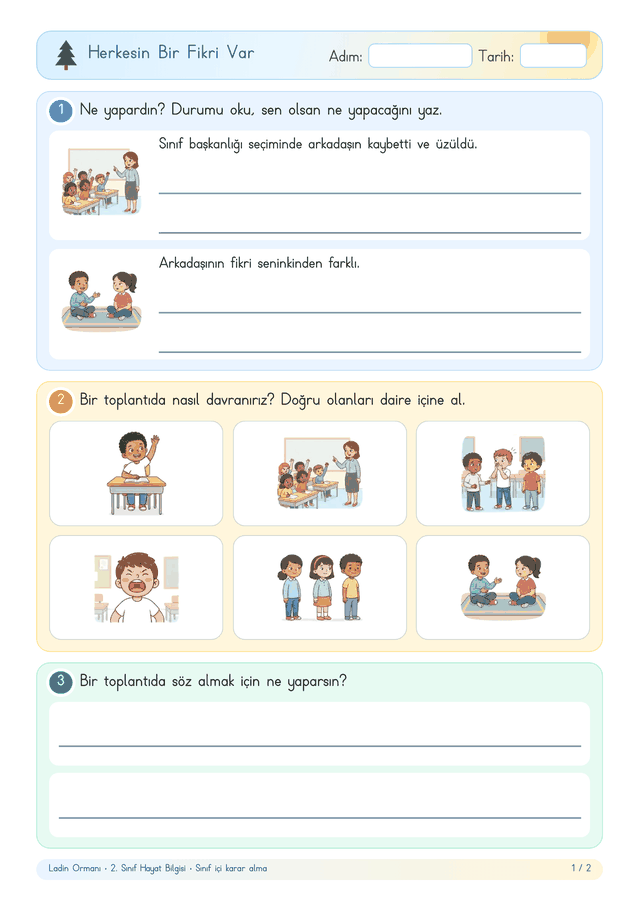 Herkesin Bir Fikri Var
Adım:
Tarih:
1 Ne yapardın? Durumu oku, sen olsan ne yapacağını yaz.
Sınıf başkanlığı seçiminde arkadaşın kaybetti ve üzüldü.
Arkadaşının fikri seninkinden farklı.
2 Bir toplantıda nasıl davranırız? Doğru olanları daire içine al.
3 Bir toplantıda söz almak için ne yaparsın?
Ladin Ormanı • 2. Sınıf Hayat Bilgisi • Sınıf içi karar alma
1 / 2